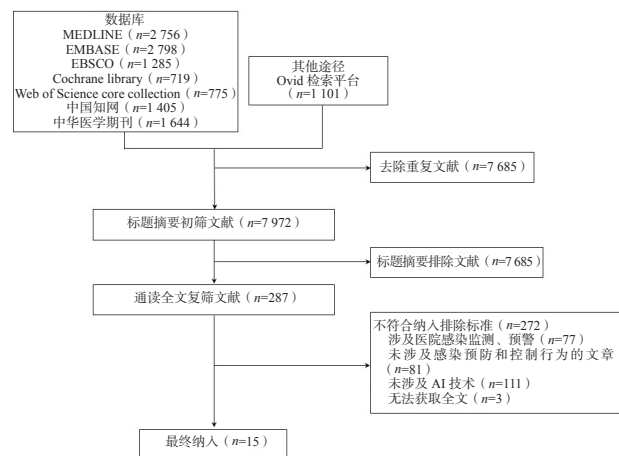 数据库
MEDLINE（n=2 756）
EMBASE（n=2 798）
EBSCO（n=1 285）
Cochrane library（n=719）
Web of Science core collection（n=775）
中国知网（n=1 405）
中华医学期刊（n=1 644）
其他途径
Ovid 检索平台
（n=1 101）
去除重复文献（n=7 685）
标题摘要初筛文献（n=7 972）
标题摘要排除文献（n=7 685）
通读全文复筛文献（n=287）
不符合纳入排除标准（n=272）
涉及医院感染监测、预警（n=77）
未涉及感染预防和控制行为的文章
（n=81）
未涉及 AI 技术（n=111）
无法获取全文（n=3）
最终纳入（n=15）